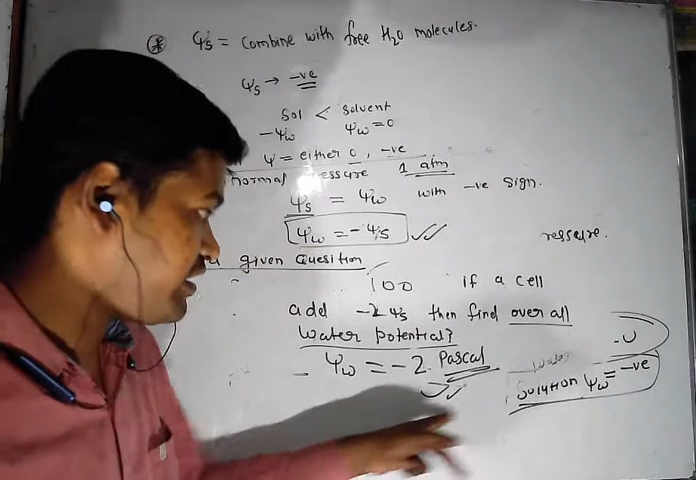 Ψs = Combine with free H2O molecules.
Ψs → -ve
Sol < Solvent
-Ψw Ψw=0
Ψ = either 0, -ve
normal pressure 1 atm
Ψs = Ψw with -ve sign.
Ψw = -Ψs
ressure.
given Question
100 if a cell
add -2 Ψs then find over all
water potential?
Ψw = -2 Pascal
solution Ψw = -ve